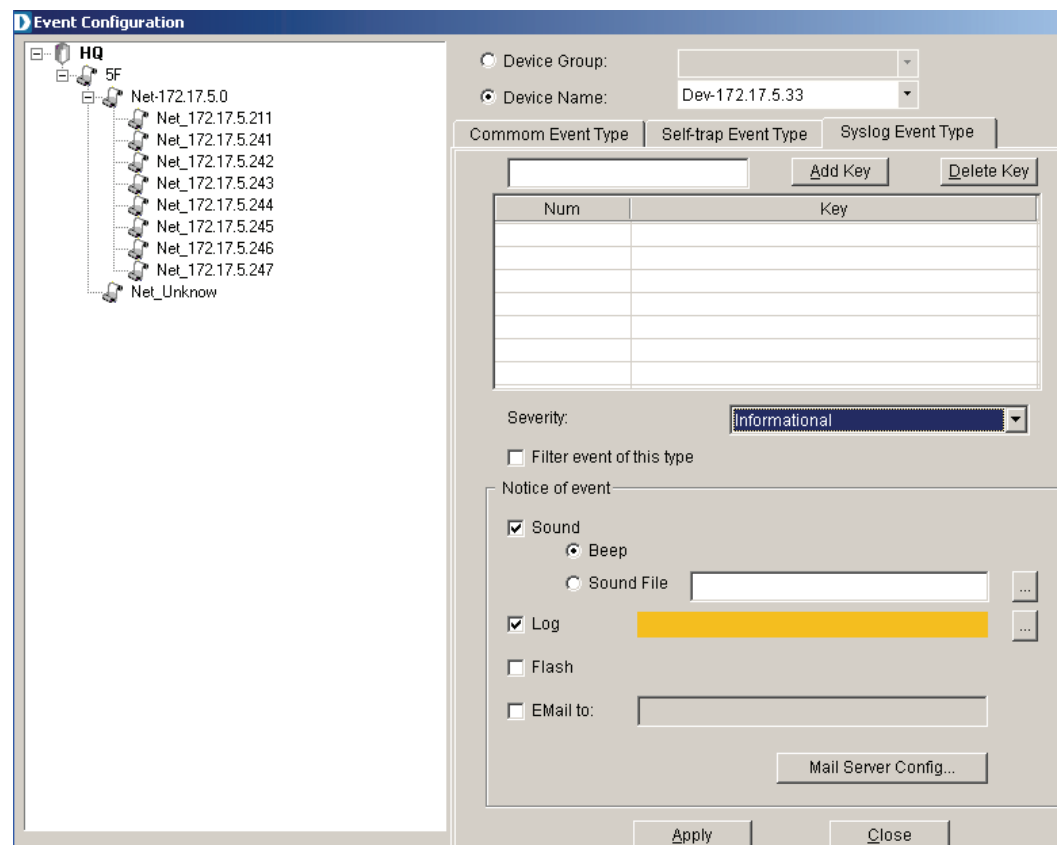 Event Configuration
HQ
5F
Net-172.17.5.0
Net_172.17.5.211
Net_172.17.5.241
Net_172.17.5.242
Net_172.17.5.243
Net_172.17.5.244
Net_172.17.5.245
Net_172.17.5.246
Net_172.17.5.247
Net_Unknow
Device Group:
Device Name: Dev-172.17.5.33
Commom Event Type Self-trap Event Type Syslog Event Type
Add Key Delete Key
Num Key
Severity: Informational
Filter event of this type
Notice of event
Sound
Beep
Sound File ...
Log ...
Flash
EMail to:
Mail Server Config...
Apply Close